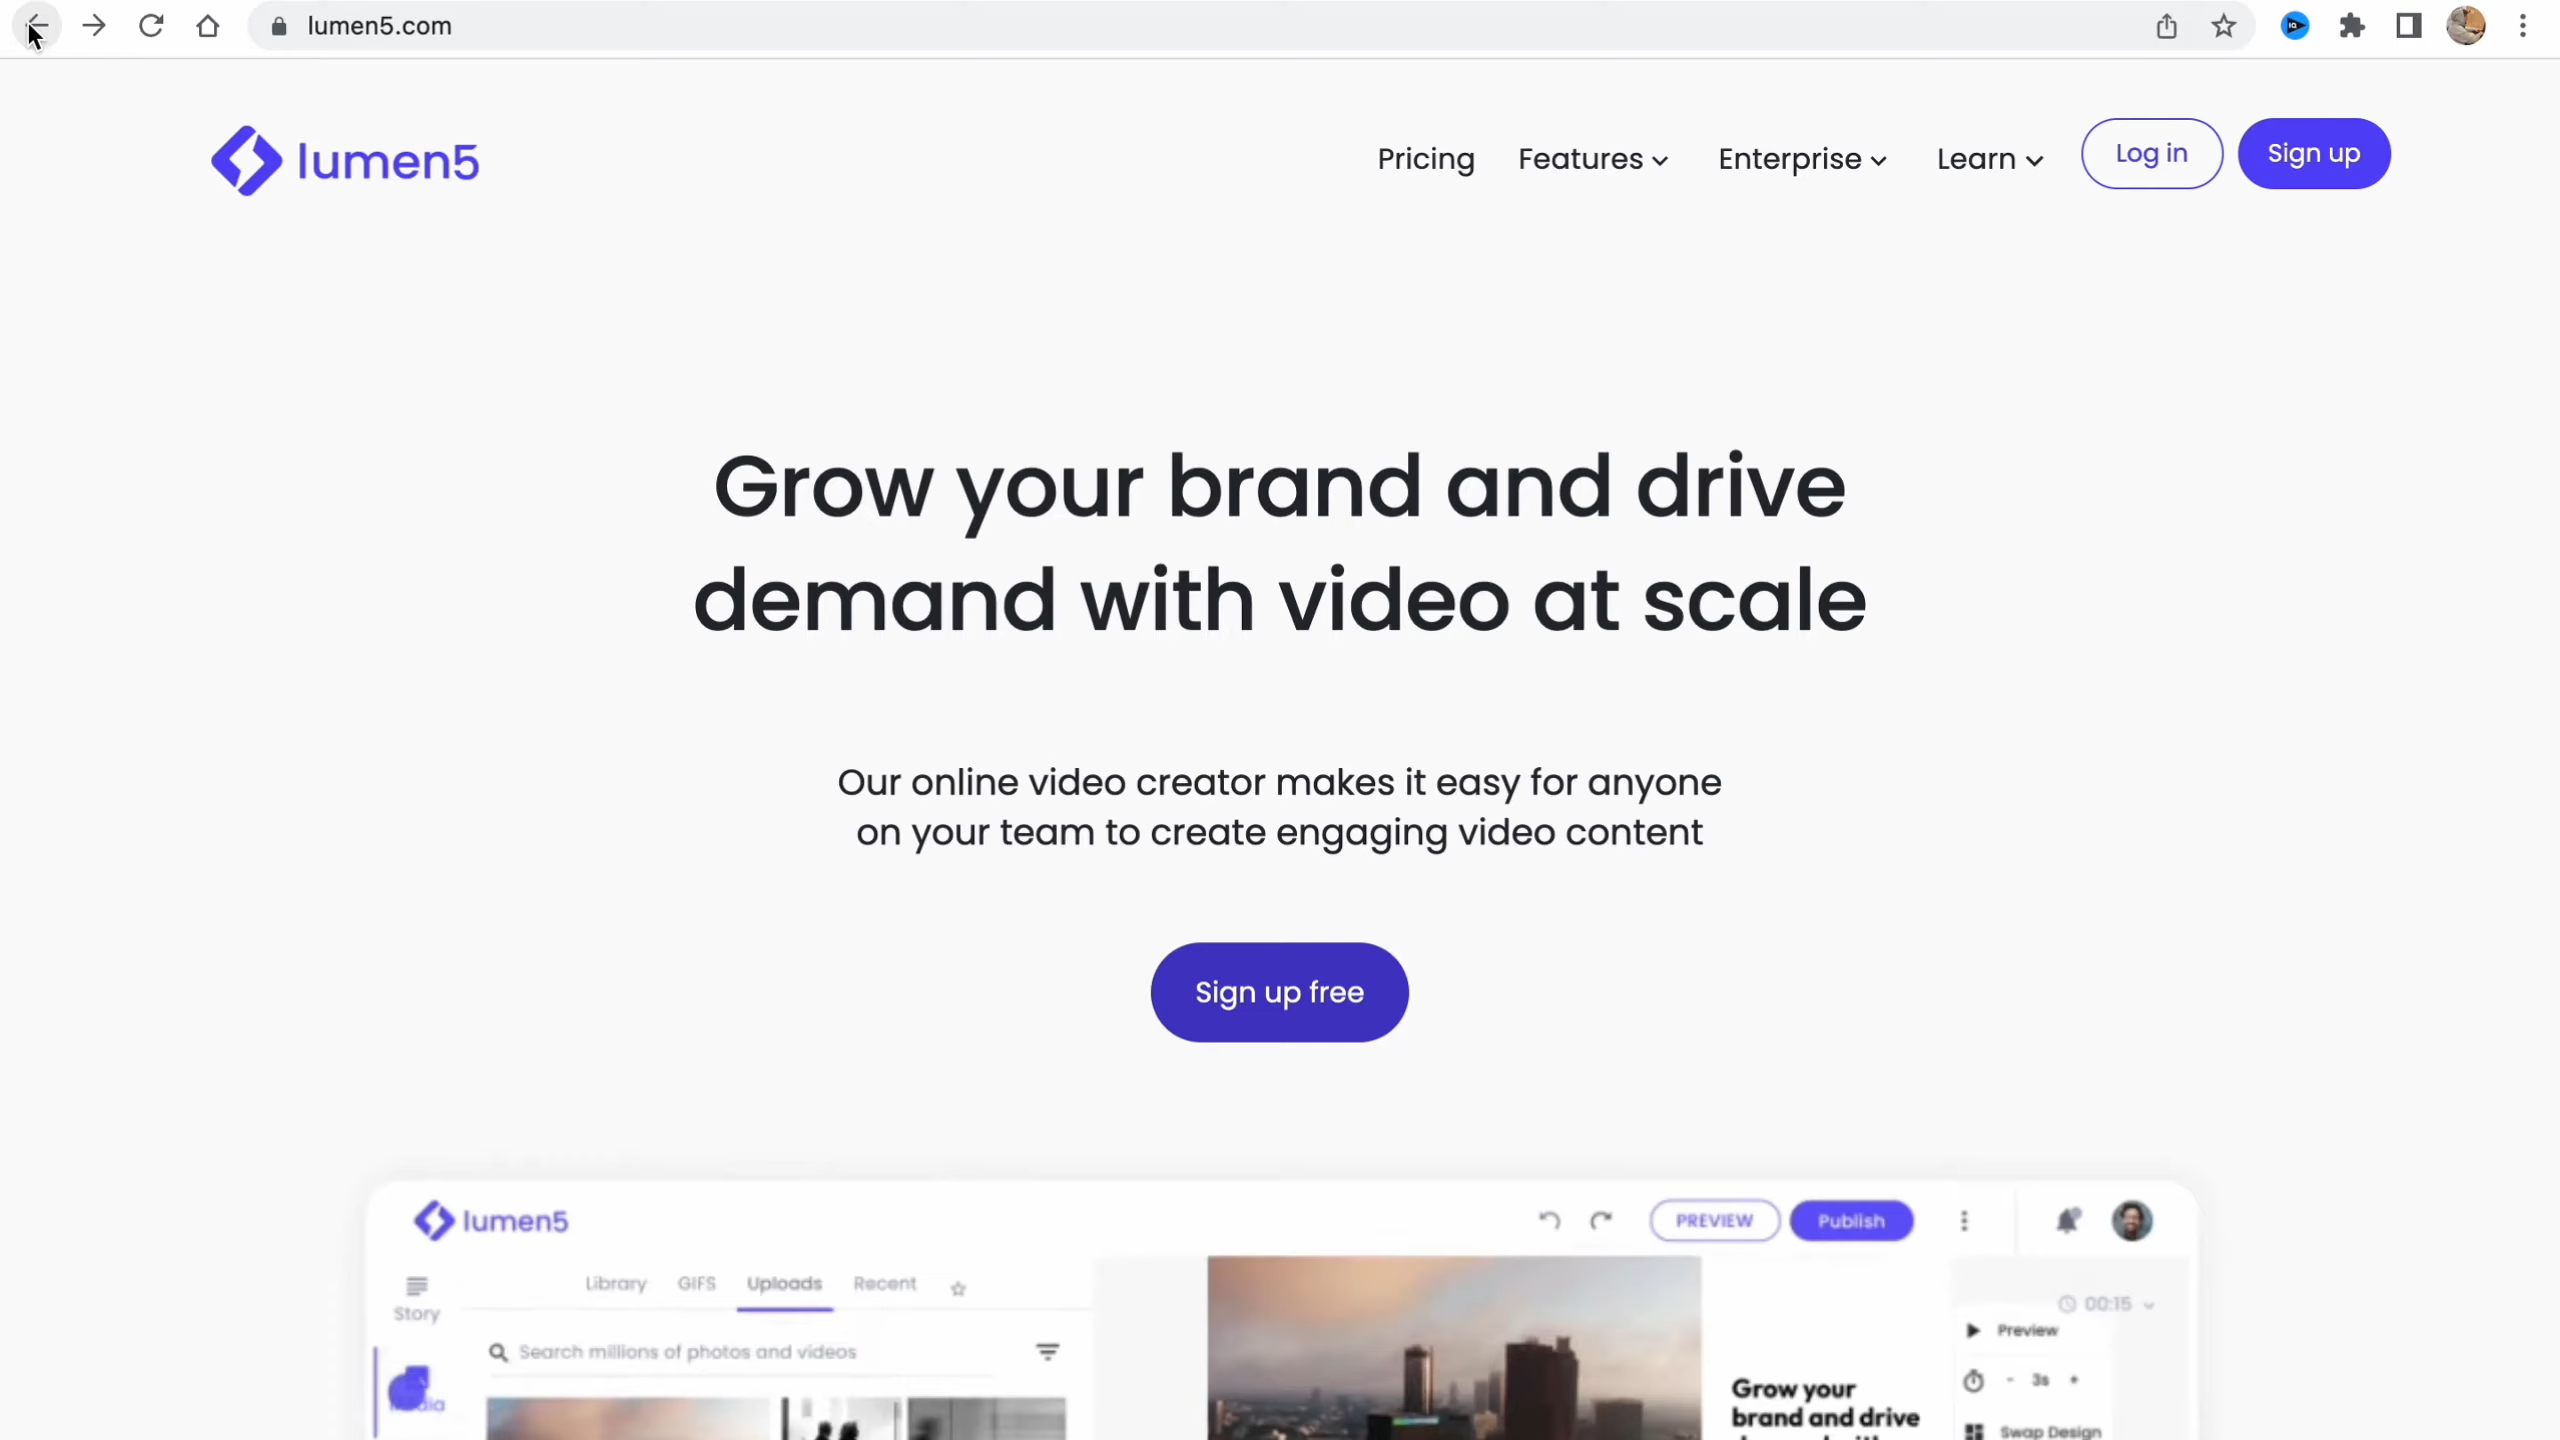 lumen5.com
lumen5
Pricing
Features
Enterprise
Learn
Log in
Sign up
Grow your brand and drive
demand with video at scale
Our online video creator makes it easy for anyone
on your team to create engaging video content
Sign up free
lumen5
PREVIEW
Publish
Story
Library
GIFS
Uploads
Recent
Search millions of photos and videos
00:15
Preview
- 3s +
Grow your
brand and drive
Swap Design